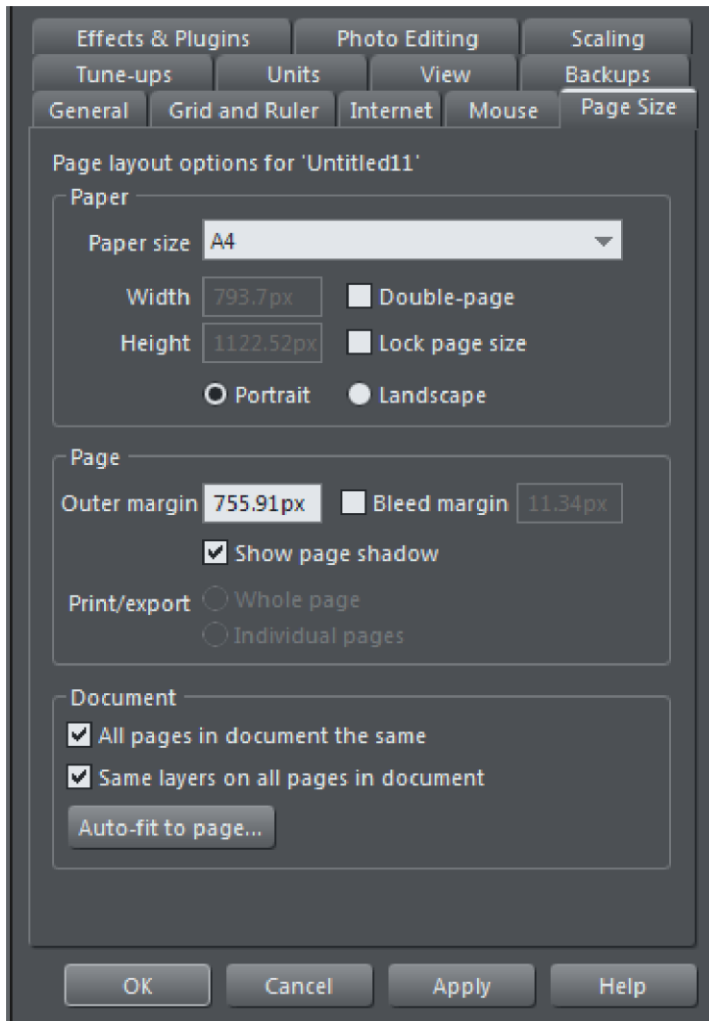 Effects & Plugins Photo Editing Scaling
Tune-ups Units View Backups
General Grid and Ruler Internet Mouse Page Size
Page layout options for 'Untitled11'
Paper
Paper size A4
Width 793.7px Double-page
Height 1122.52px Lock page size
Portrait Landscape
Page
Outer margin 755.91px Bleed margin 11.34px
Show page shadow
Print/export Whole page
Individual pages
Document
All pages in document the same
Same layers on all pages in document
Auto-fit to page...
OK Cancel Apply Help